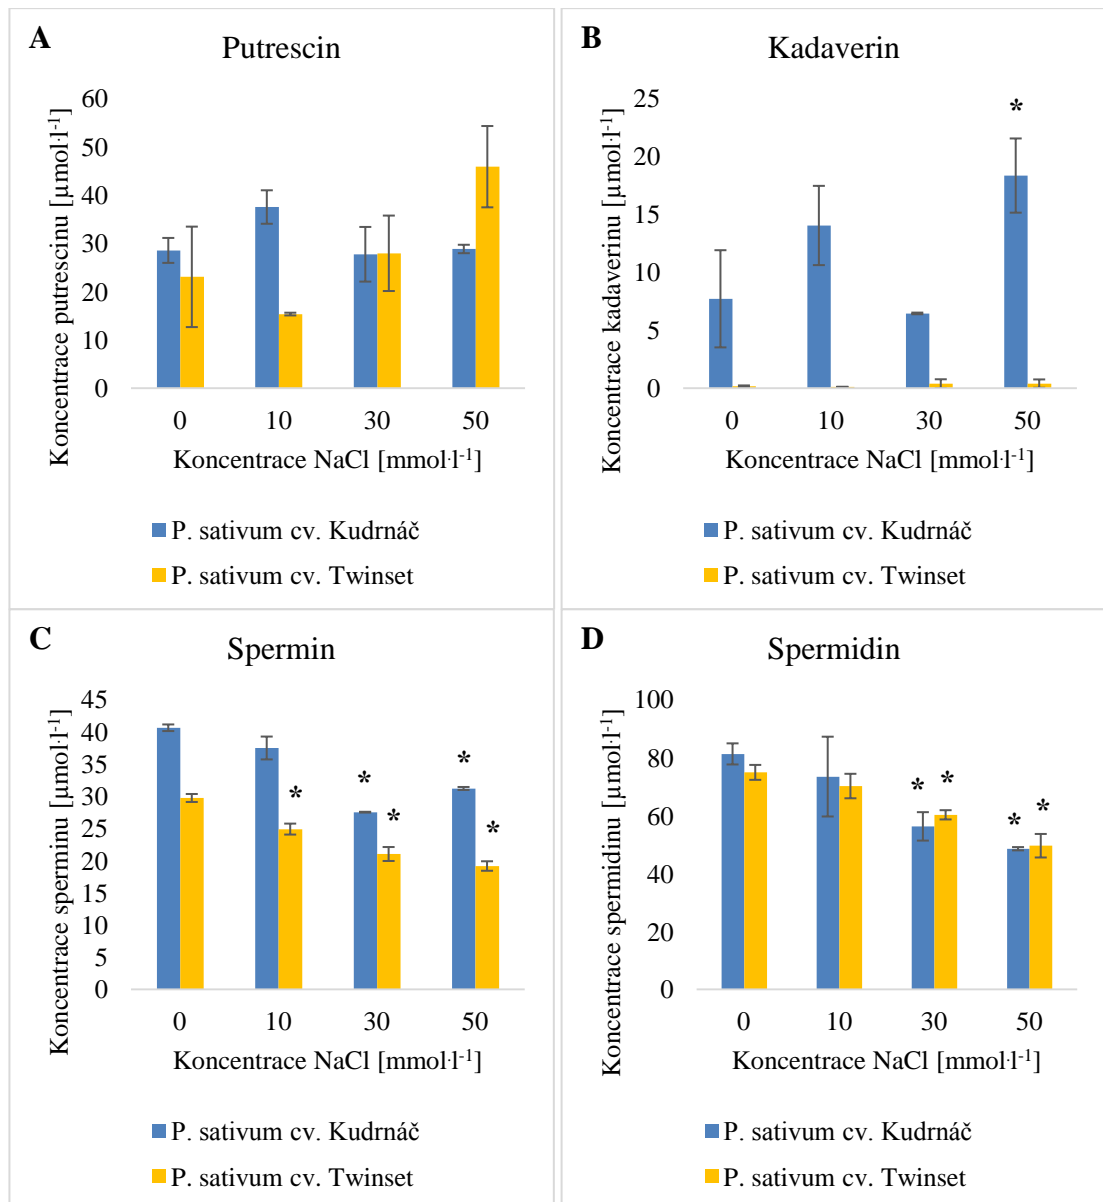 A
Putrescin
Koncentrace putrescinu [µmol·l-1]
60
50
40
30
20
10
0
0 10 30 50
Koncentrace NaCl [mmol·l-1]
P. sativum cv. Kudrnáč
P. sativum cv. Twinset
B
Kadaverin
Koncentrace kadaverinu [µmol·l-1]
25
20
15
10
5
0
*
0 10 30 50
Koncentrace NaCl [mmol·l-1]
P. sativum cv. Kudrnáč
P. sativum cv. Twinset
C
Spermin
Koncentrace sperminu [µmol·l-1]
45
40
35
30
25
20
15
10
5
0
* * * * *
0 10 30 50
Koncentrace NaCl [mmol·l-1]
P. sativum cv. Kudrnáč
P. sativum cv. Twinset
D
Spermidin
Koncentrace spermidinu [µmol·l-1]
100
80
60
40
20
0
* * * *
0 10 30 50
Koncentrace NaCl [mmol·l-1]
P. sativum cv. Kudrnáč
P. sativum cv. Twinset